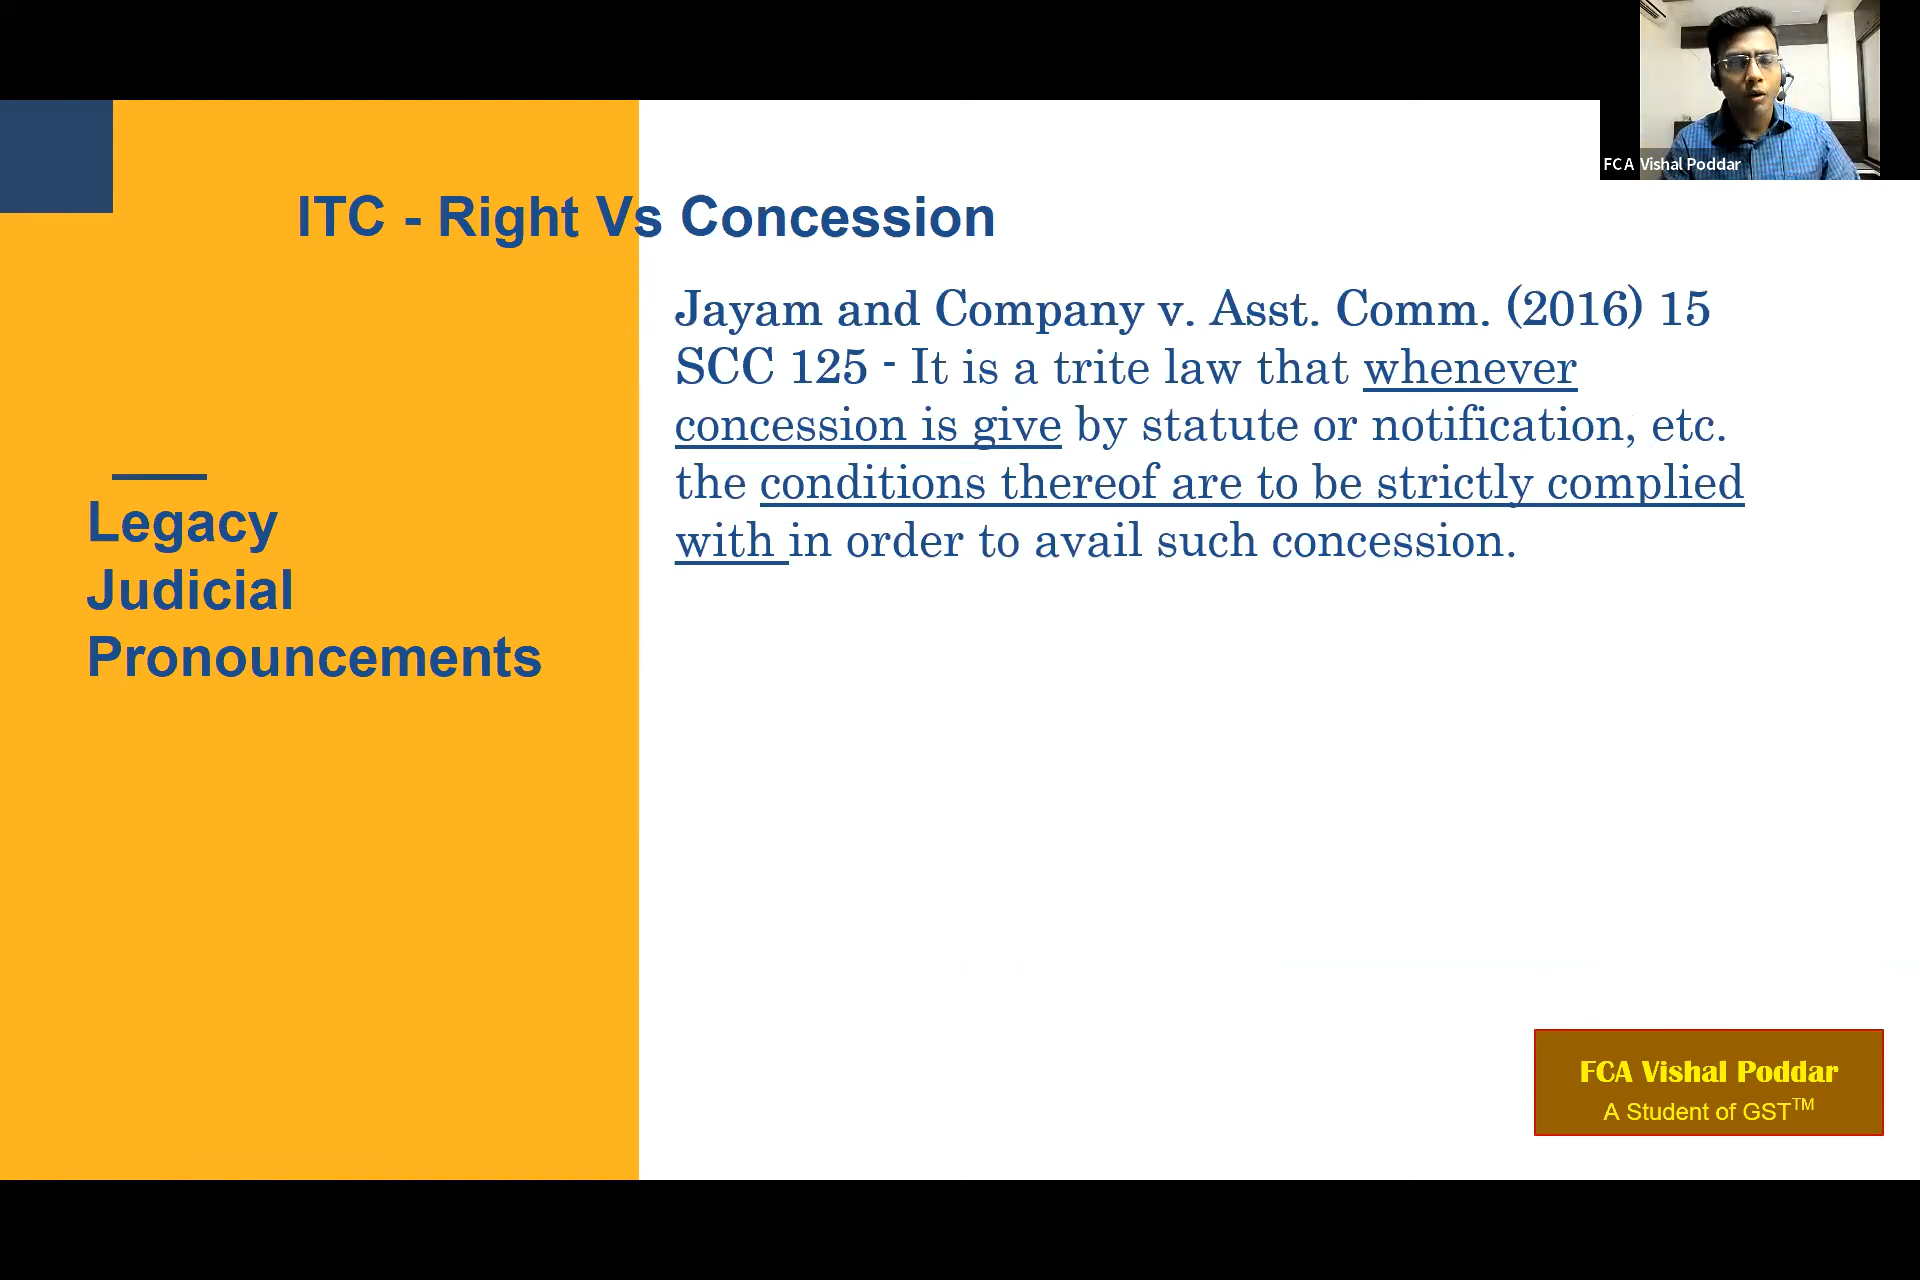 FCA Vishal Poddar
ITC - Right Vs Concession
Legacy
Judicial
Pronouncements
Jayam and Company v. Asst. Comm. (2016) 15
SCC 125 - It is a trite law that whenever
concession is give by statute or notification, etc.
the conditions thereof are to be strictly complied
with in order to avail such concession.
FCA Vishal Poddar
A Student of GST™